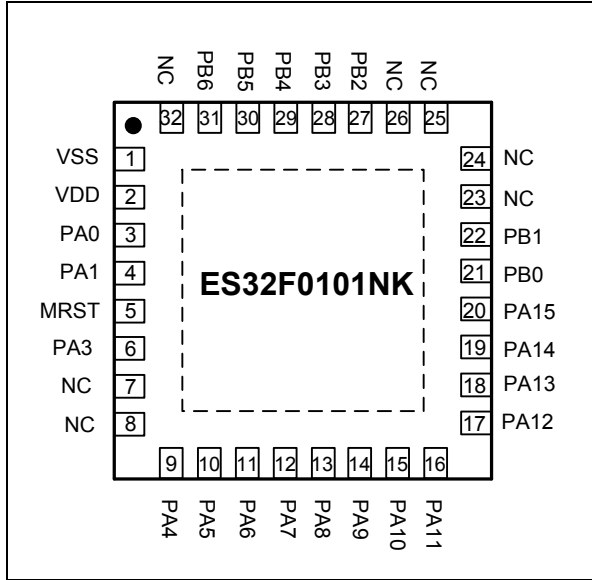 NC PB6 PB5 PB4 PB3 PB2 NC NC
32 31 30 29 28 27 26 25
VSS 1
VDD 2
PA0 3
PA1 4
MRST 5
PA3 6
NC 7
NC 8
ES32F0101NK
24 NC
23 NC
22 PB1
21 PB0
20 PA15
19 PA14
18 PA13
17 PA12
9 10 11 12 13 14 15 16
PA4 PA5 PA6 PA7 PA8 PA9 PA10 PA11